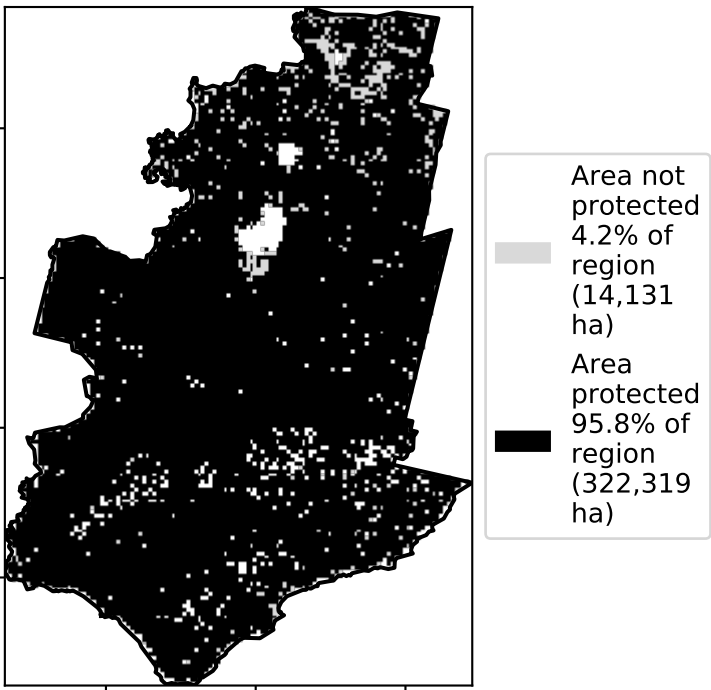 Area not
protected
4.2% of
region
(14,131
ha)
Area
protected
95.8% of
region
(322,319
ha)